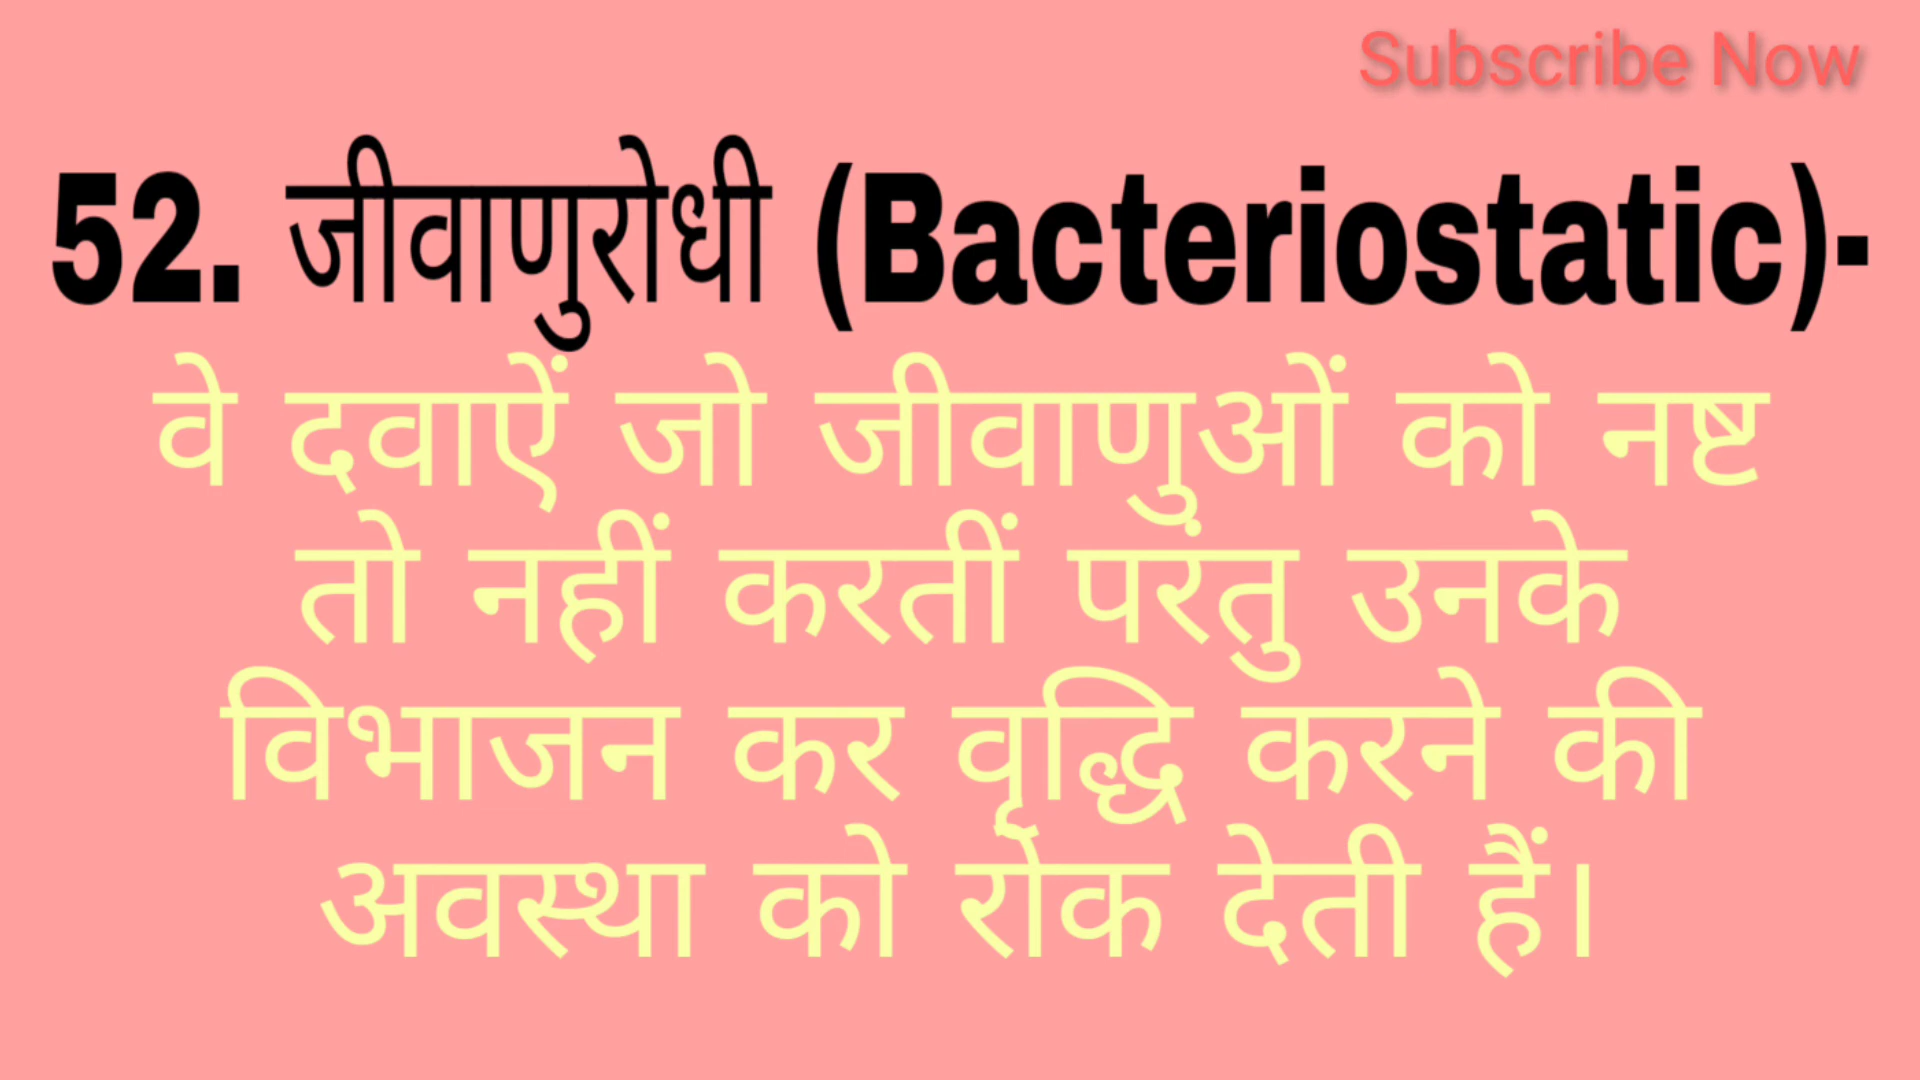 Subscribe Now
52. जीवाणुरोधी (Bacteriostatic)-
वे दवाऐं जो जीवाणुओं को नष्ट
तो नहीं करतीं परंतु उनके
विभाजन कर वृद्धि करने की
अवस्था को रोक देती हैं।